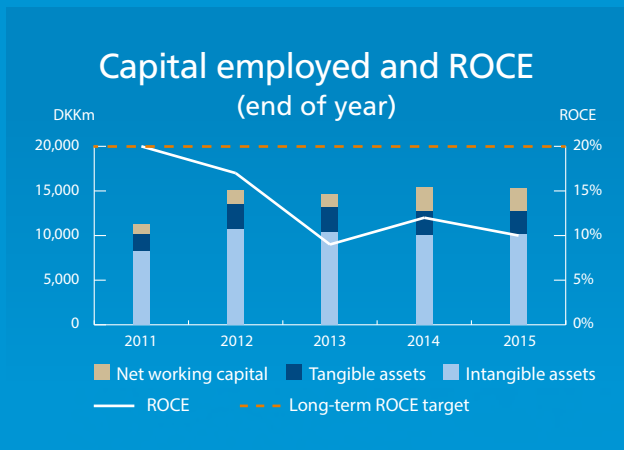 Capital employed and ROCE
(end of year)
DKKm ROCE
20,000 20%
15,000 15%
10,000 10%
5,000 5%
0 0%
2011 2012 2013 2014 2015
Net working capital Tangible assets Intangible assets
ROCE Long-term ROCE target